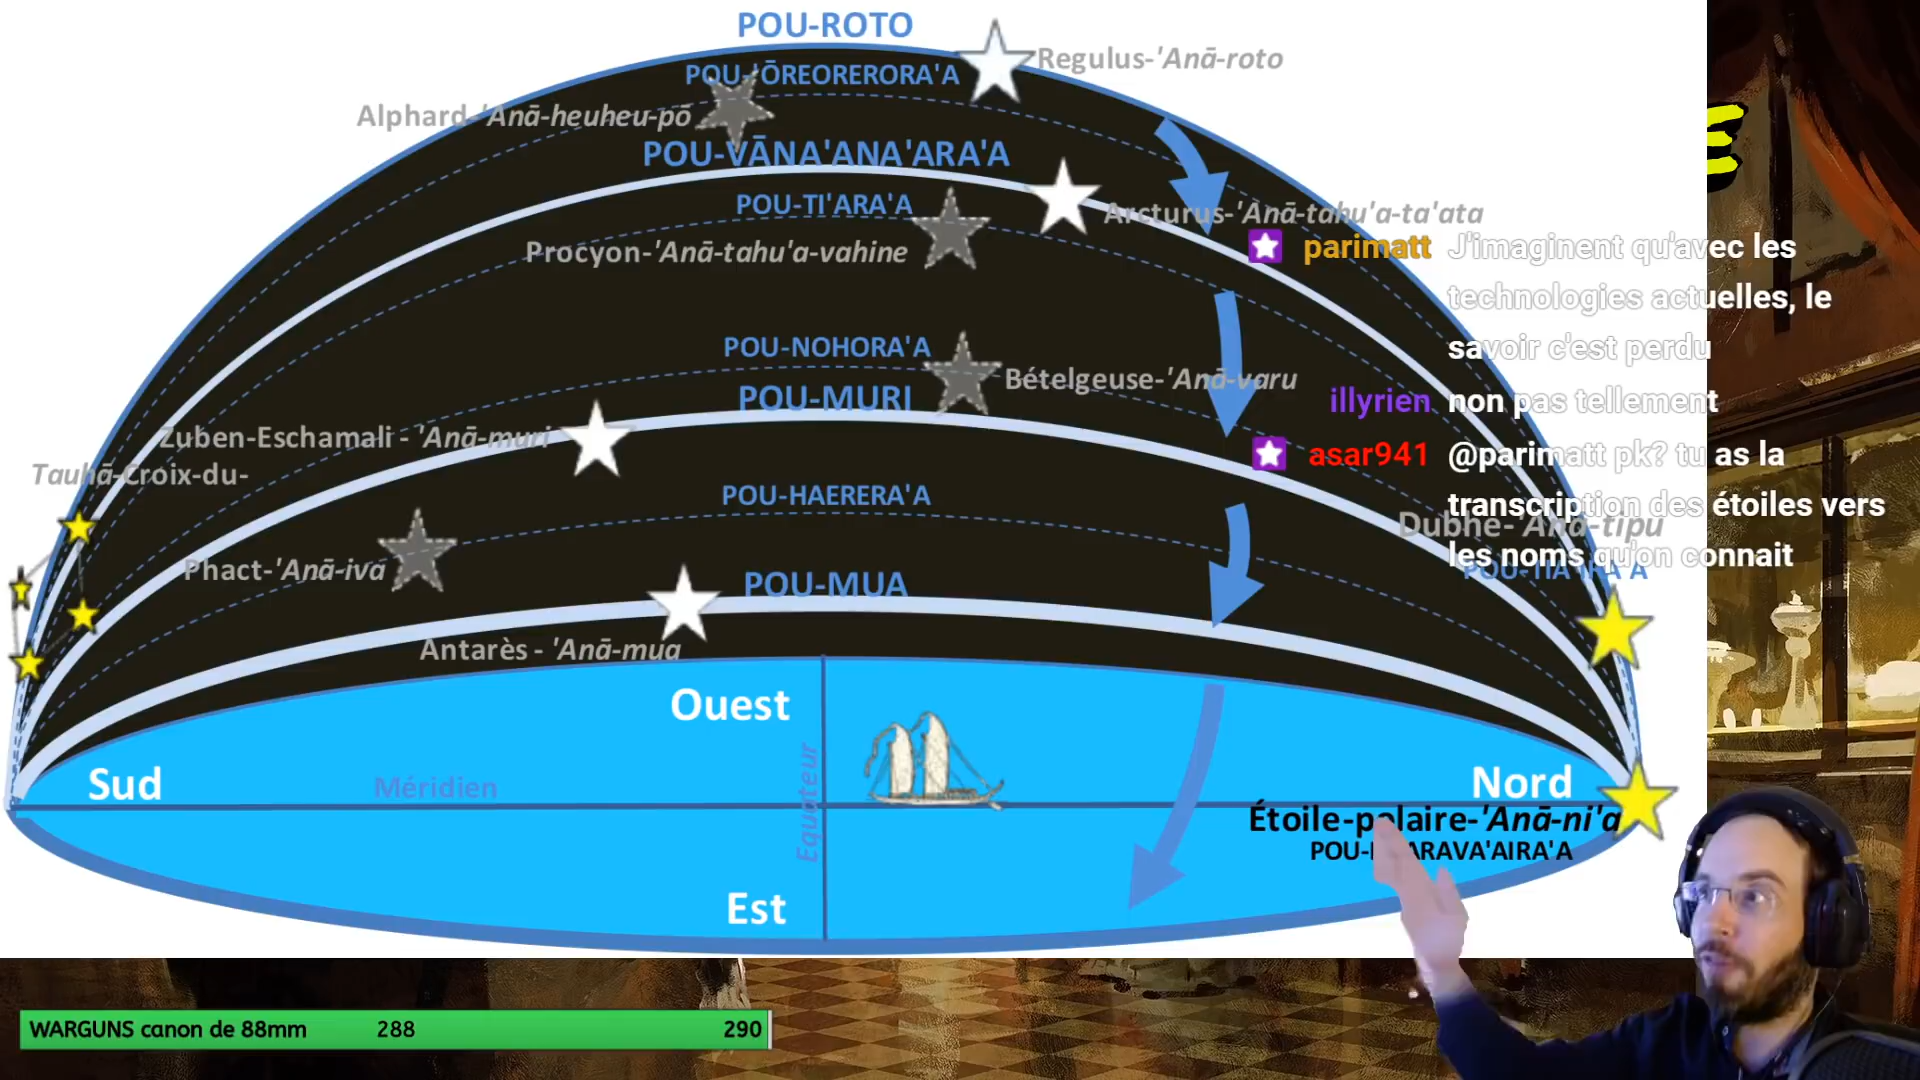 POU-ROTO
Regulus-'Anā-roto
POU-'ŌREORERORA'A
Alphard-'Anā-heuheu-pō
POU-VĀNA'ANA'ARA'A
POU-TI'ARA'A
Arcturus-'Anā-tahu'a-ta'ata
Procyon-'Anā-tahu'a-vahine
parimatt J'imaginent qu'avec les
technologies actuelles, le
savoir c'est perdu
POU-NOHORA'A
Bételgeuse-'Anā-varu
POU-MURI
illyrien non pas tellement
Zuben-Eschamali - 'Anā-muri
Tauhā-Croix-du-
asar941 @parimatt pk? tu as la
transcription des étoiles vers
les noms qu'on connait
POU-HAERERA'A
Dubhe-'Anā-tipu
Phact-'Anā-iva
POU-MUA
Antarès - 'Anā-mua
Ouest
Sud
Nord
Méridien
Equateur
Étoile-polaire-'Anā-ni'a
Est
WARGUNS canon de 88mm 288 290